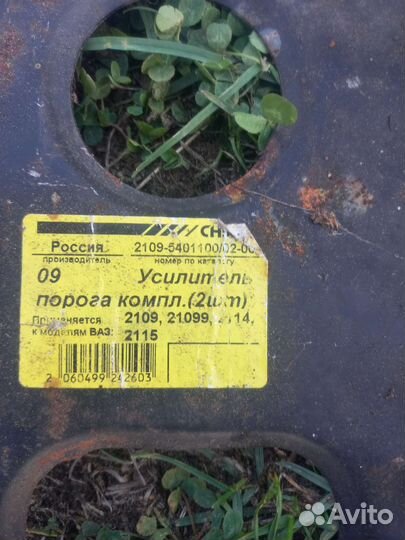 Россия
2109-5401100/02-00
производитель
номер по каталогу
09 Усилитель
порога компл.(2шт)
Применяется 2109, 21099, 2114,
к моделям ВАЗ: 2115
2 060499 242603
Avito